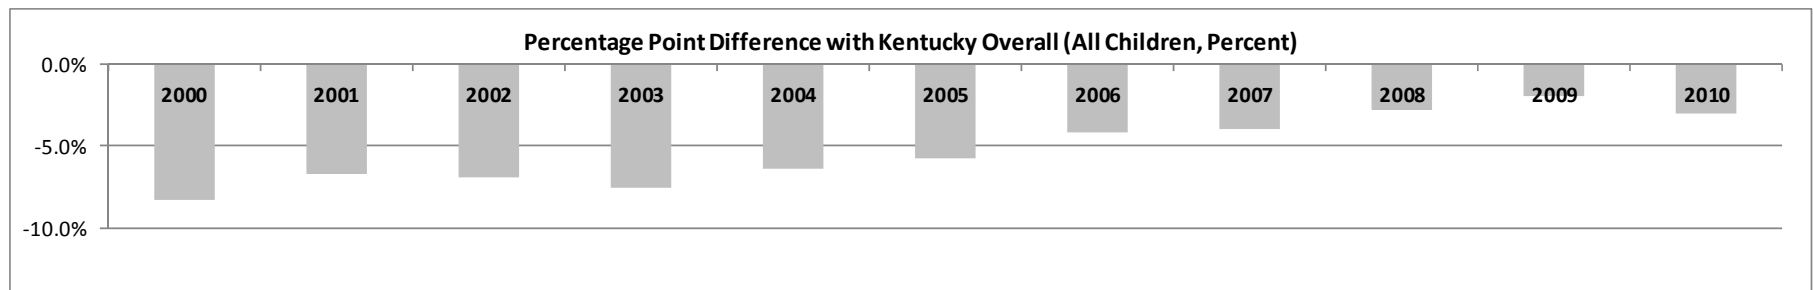 Percentage Point Difference with Kentucky Overall (All Children, Percent)
0.0%
2000 2001 2002 2003 2004 2005 2006 2007 2008 2009 2010
-5.0%
-10.0%